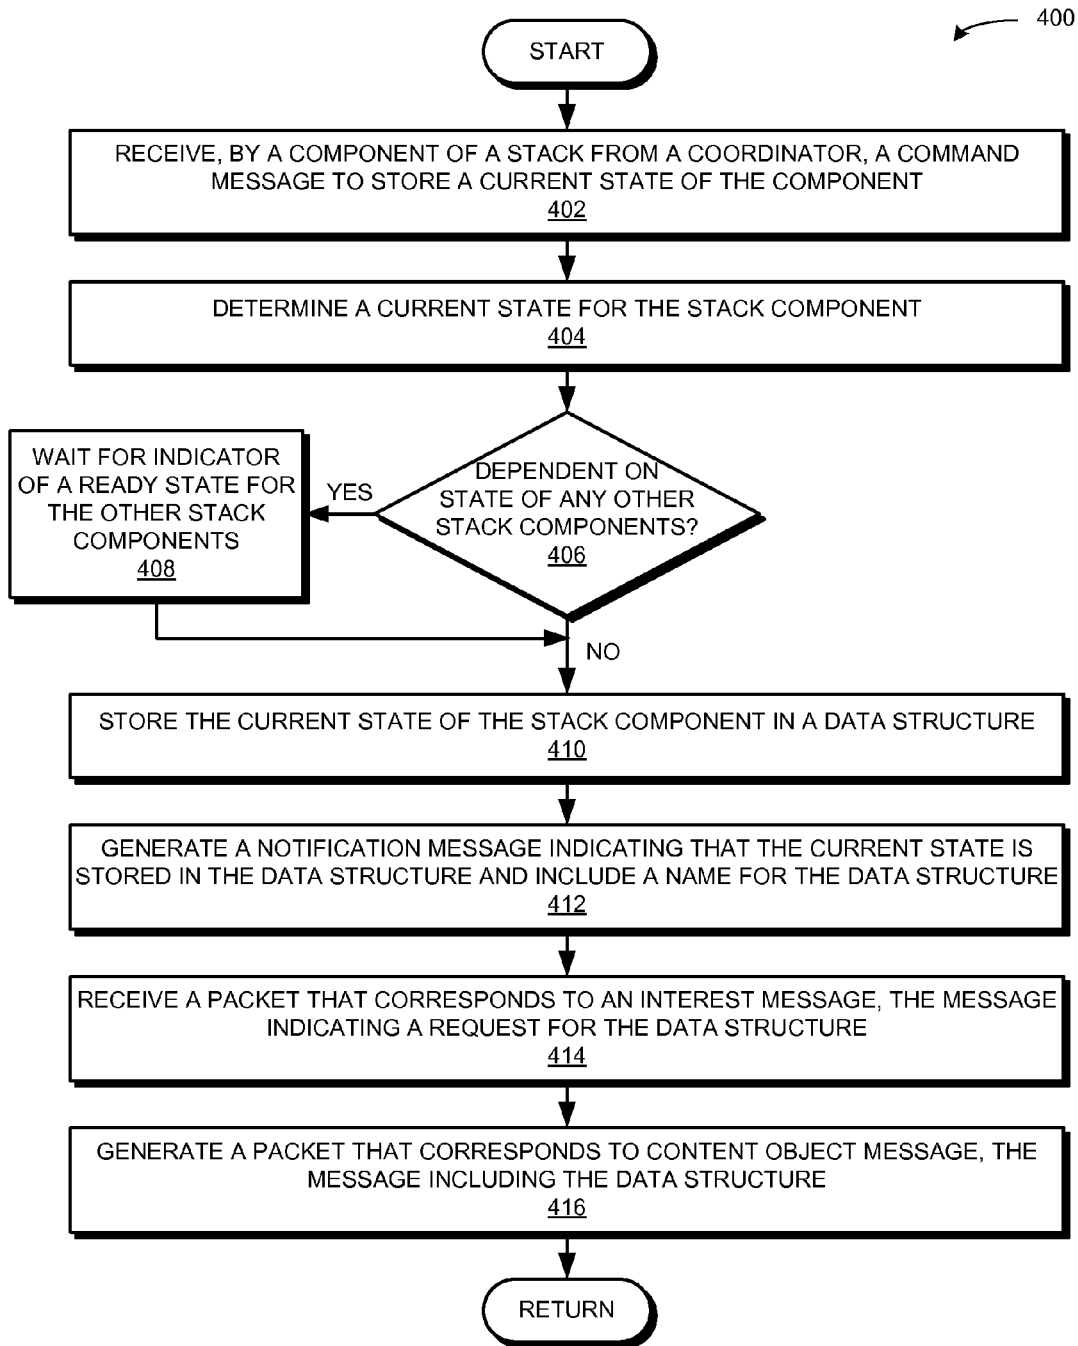 400
START
RECEIVE, BY A COMPONENT OF A STACK FROM A COORDINATOR, A COMMAND
MESSAGE TO STORE A CURRENT STATE OF THE COMPONENT
402
DETERMINE A CURRENT STATE FOR THE STACK COMPONENT
404
DEPENDENT ON
STATE OF ANY OTHER
STACK COMPONENTS?
406
YES
WAIT FOR INDICATOR
OF A READY STATE FOR
THE OTHER STACK
COMPONENTS
408
NO
STORE THE CURRENT STATE OF THE STACK COMPONENT IN A DATA STRUCTURE
410
GENERATE A NOTIFICATION MESSAGE INDICATING THAT THE CURRENT STATE IS
STORED IN THE DATA STRUCTURE AND INCLUDE A NAME FOR THE DATA STRUCTURE
412
RECEIVE A PACKET THAT CORRESPONDS TO AN INTEREST MESSAGE, THE MESSAGE
INDICATING A REQUEST FOR THE DATA STRUCTURE
414
GENERATE A PACKET THAT CORRESPONDS TO CONTENT OBJECT MESSAGE, THE
MESSAGE INCLUDING THE DATA STRUCTURE
416
RETURN